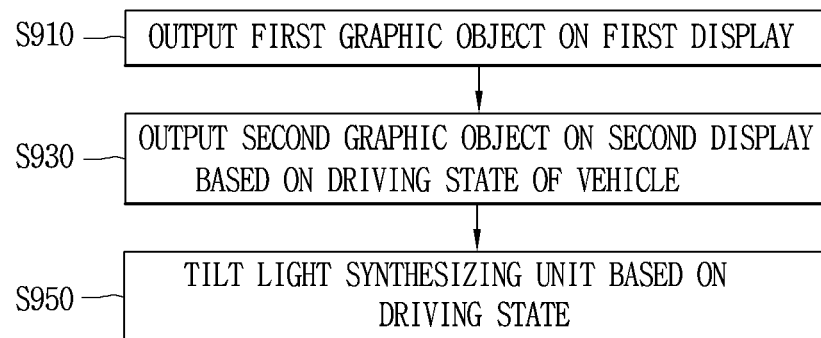 S910
OUTPUT FIRST GRAPHIC OBJECT ON FIRST DISPLAY
S930
OUTPUT SECOND GRAPHIC OBJECT ON SECOND DISPLAY
BASED ON DRIVING STATE OF VEHICLE
S950
TILT LIGHT SYNTHESIZING UNIT BASED ON
DRIVING STATE